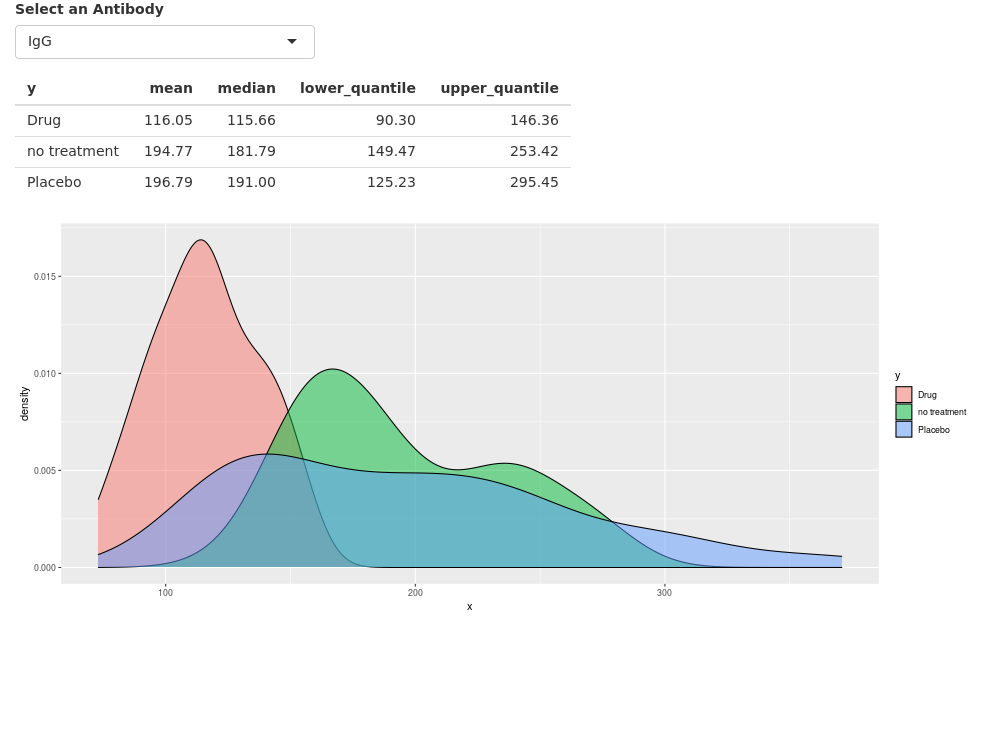 Select an Antibody
IgG
y mean median lower_quantile upper_quantile
Drug 116.05 115.66 90.30 146.36
no treatment 194.77 181.79 149.47 253.42
Placebo 196.79 191.00 125.23 295.45
0.015
0.010
0.005
0.000
density
100 200 300
x
y
Drug
no treatment
Placebo